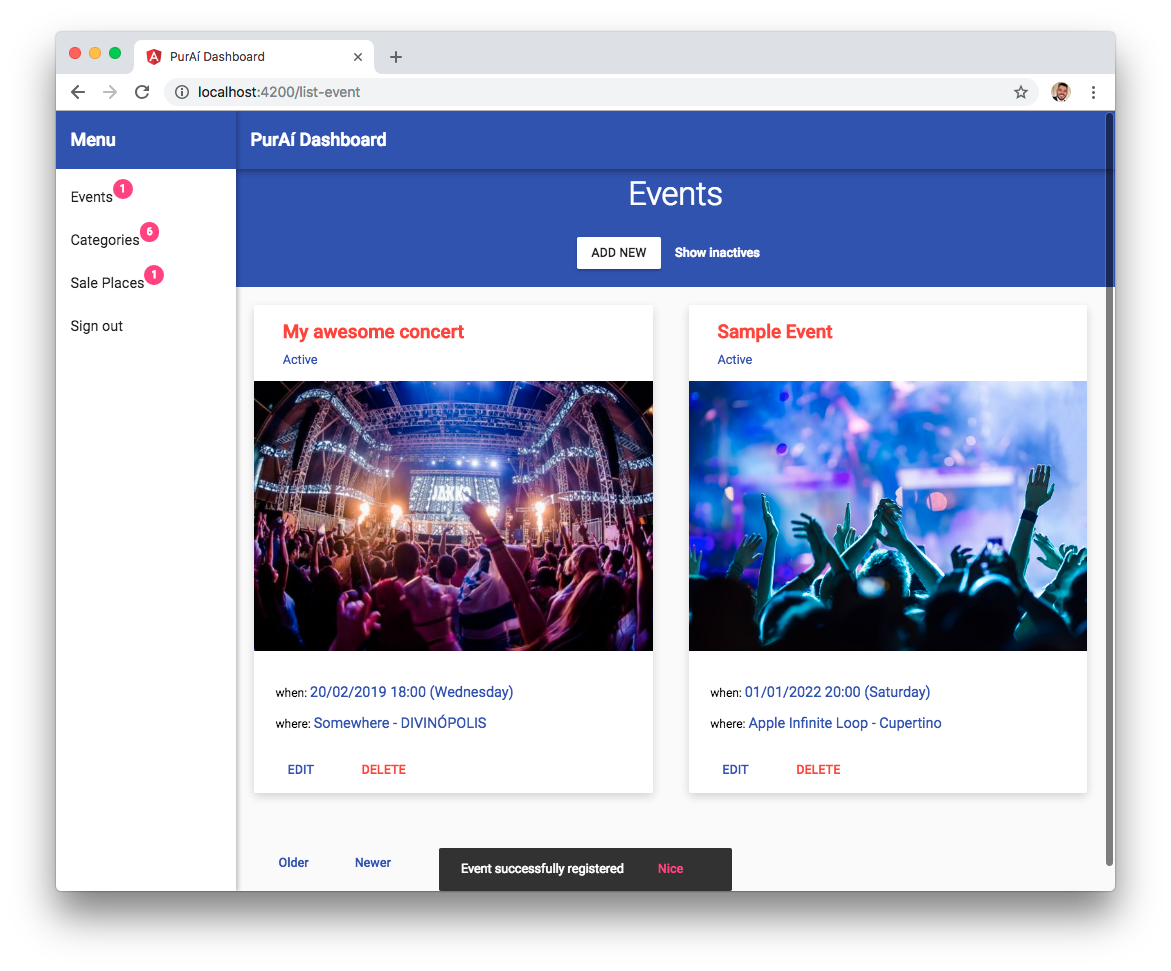 PurAí Dashboard
localhost:4200/list-event
Menu
PurAí Dashboard
Events 1
Categories 6
Sale Places 1
Sign out
Events
ADD NEW Show inactives
My awesome concert
Active
Sample Event
Active
when: 20/02/2019 18:00 (Wednesday)
where: Somewhere - DIVINÓPOLIS
EDIT DELETE
when: 01/01/2022 20:00 (Saturday)
where: Apple Infinite Loop - Cupertino
EDIT DELETE
Older Newer
Event successfully registered Nice